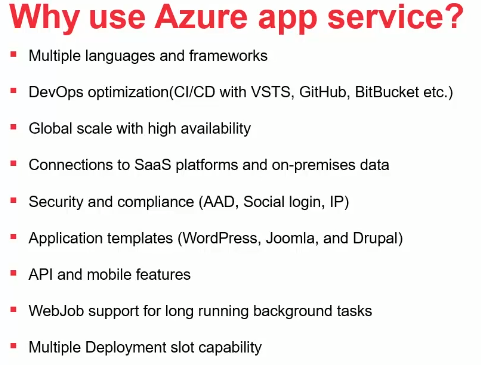 Why use Azure app service?
▪ Multiple languages and frameworks
▪ DevOps optimization(CI/CD with VSTS, GitHub, BitBucket etc.)
▪ Global scale with high availability
▪ Connections to SaaS platforms and on-premises data
▪ Security and compliance (AAD, Social login, IP)
▪ Application templates (WordPress, Joomla, and Drupal)
▪ API and mobile features
▪ WebJob support for long running background tasks
▪ Multiple Deployment slot capability